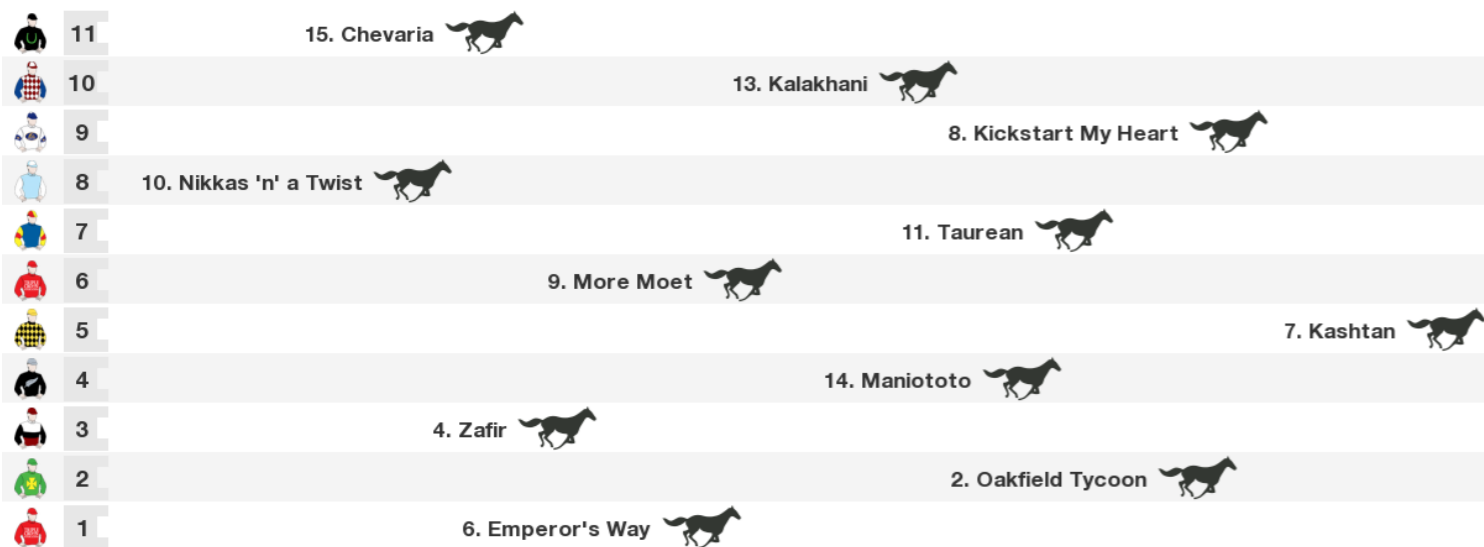 11 15. Chevaria
10 13. Kalakhani
9 8. Kickstart My Heart
8 10. Nikkas 'n' a Twist
7 11. Taurean
6 9. More Moet
5 7. Kashtan
4 14. Maniototo
3 4. Zafir
2 2. Oakfield Tycoon
1 6. Emperor's Way